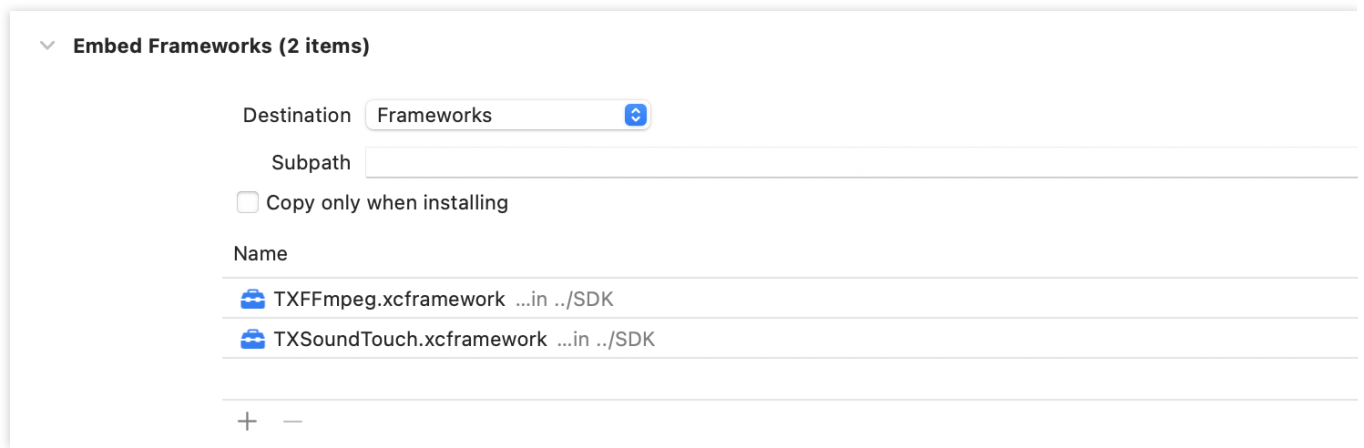 Embed Frameworks (2 items)
Destination Frameworks
Subpath
Copy only when installing
Name
TXFFmpeg.xcframework ...in ../SDK
TXSoundTouch.xcframework ...in ../SDK